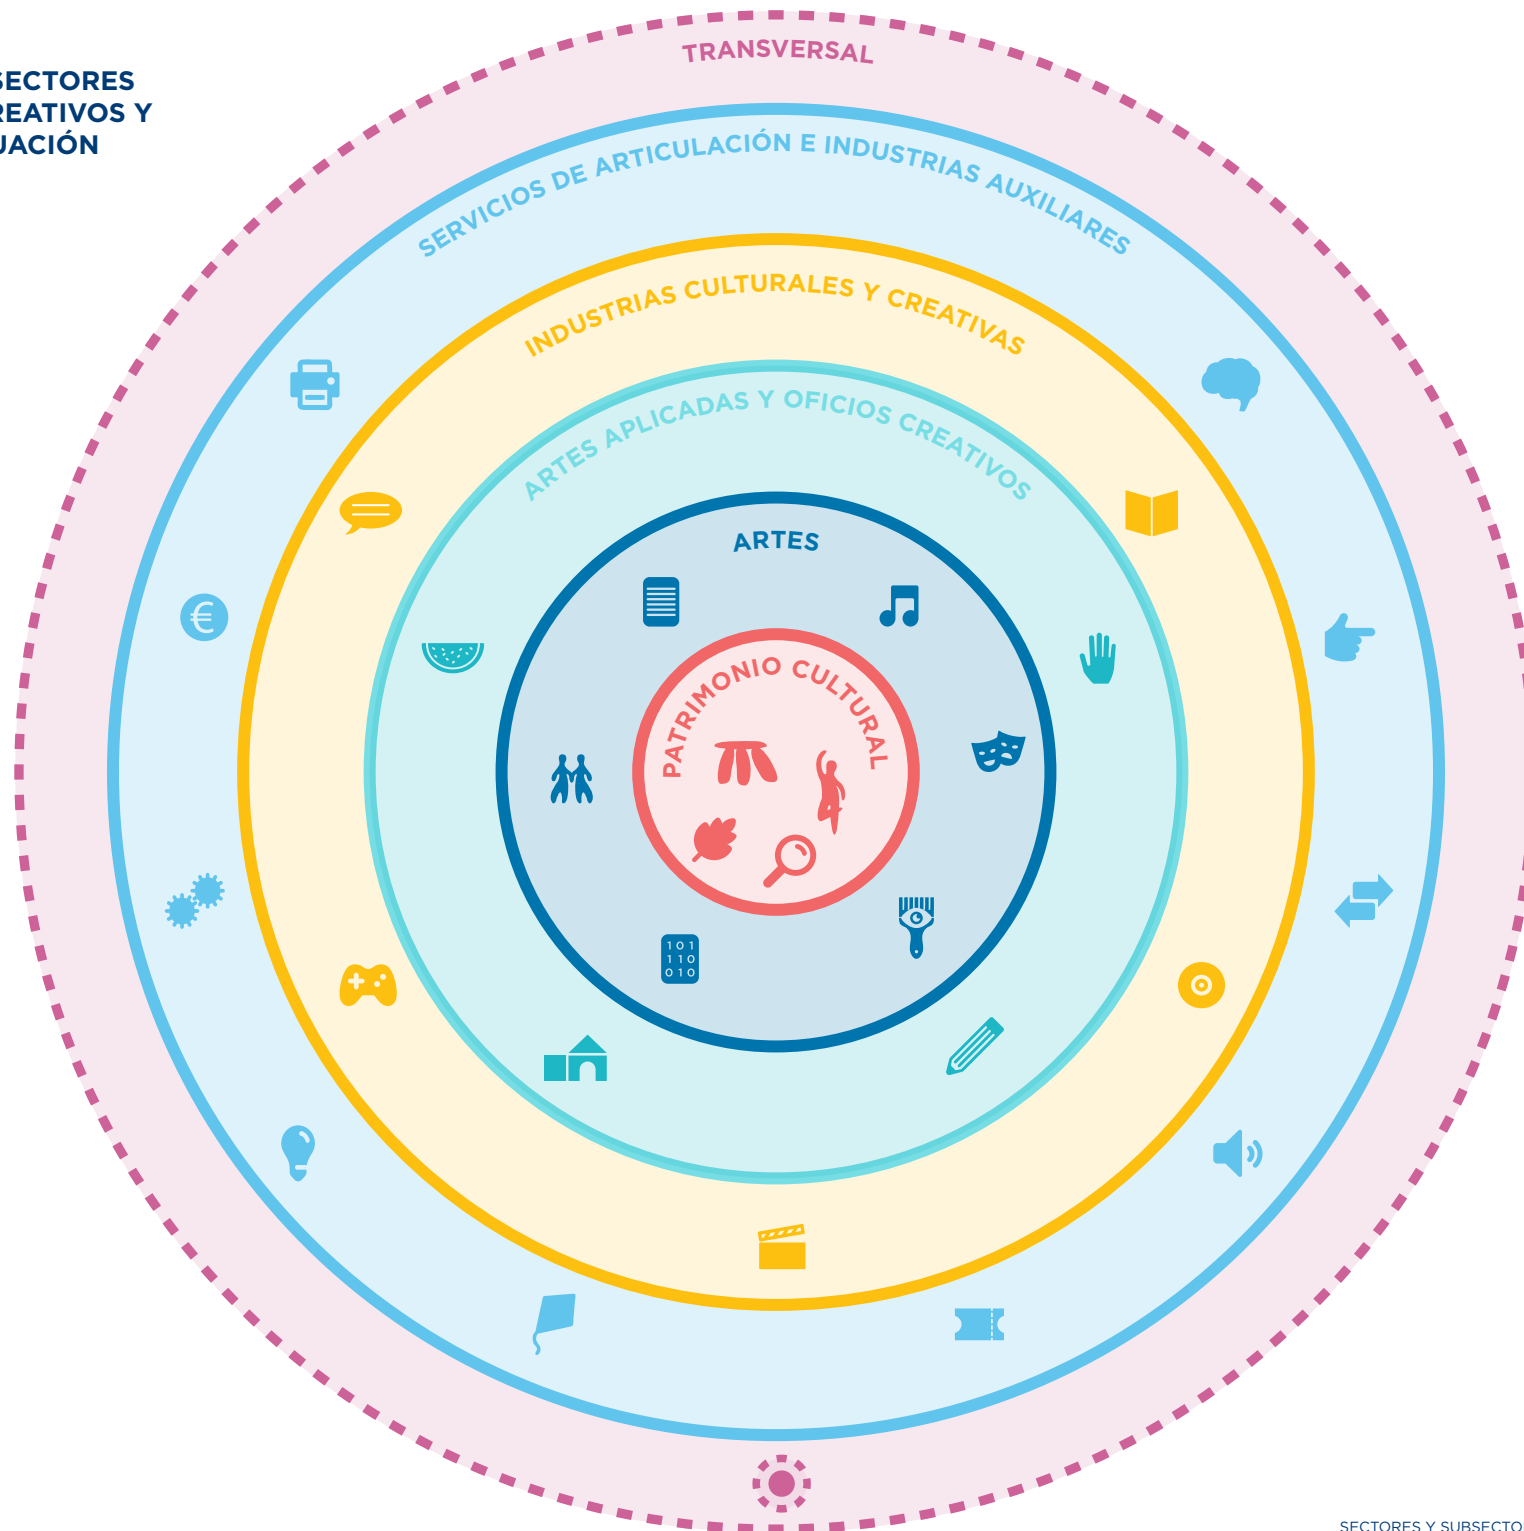 SECTORES
REATIVOS Y
UACIÓN
TRANSVERSAL
SERVICIOS DE ARTICULACIÓN E INDUSTRIAS AUXILIARES
INDUSTRIAS CULTURALES Y CREATIVAS
ARTES APLICADAS Y OFICIOS CREATIVOS
ARTES
PATRIMONIO CULTURAL
€
101
110
010
SECTORES Y SUBSECTO